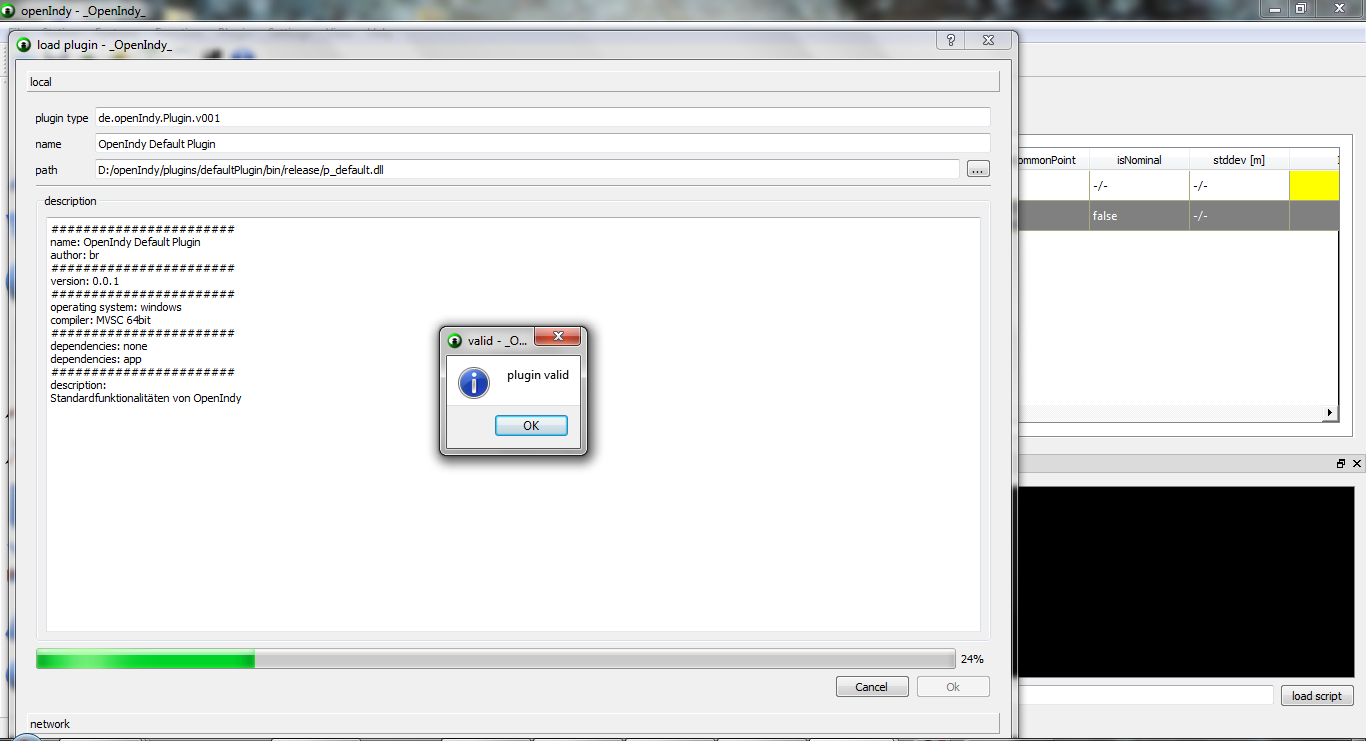 openIndy - _OpenIndy_
load plugin - _OpenIndy_
local
plugin type de.openIndy.Plugin.v001
name OpenIndy Default Plugin
path D:/openIndy/plugins/defaultPlugin/bin/release/p_default.dll ...
description
#######################
name: OpenIndy Default Plugin
author: br
#######################
version: 0.0.1
#######################
operating system: windows
compiler: MVSC 64bit
#######################
dependencies: none
dependencies: app
#######################
description:
Standardfunktionalitäten von OpenIndy
valid - _O...
plugin valid
OK
24%
Cancel Ok
network
ommonPoint isNominal stddev [m]
-/- -/-
false -/-
load script